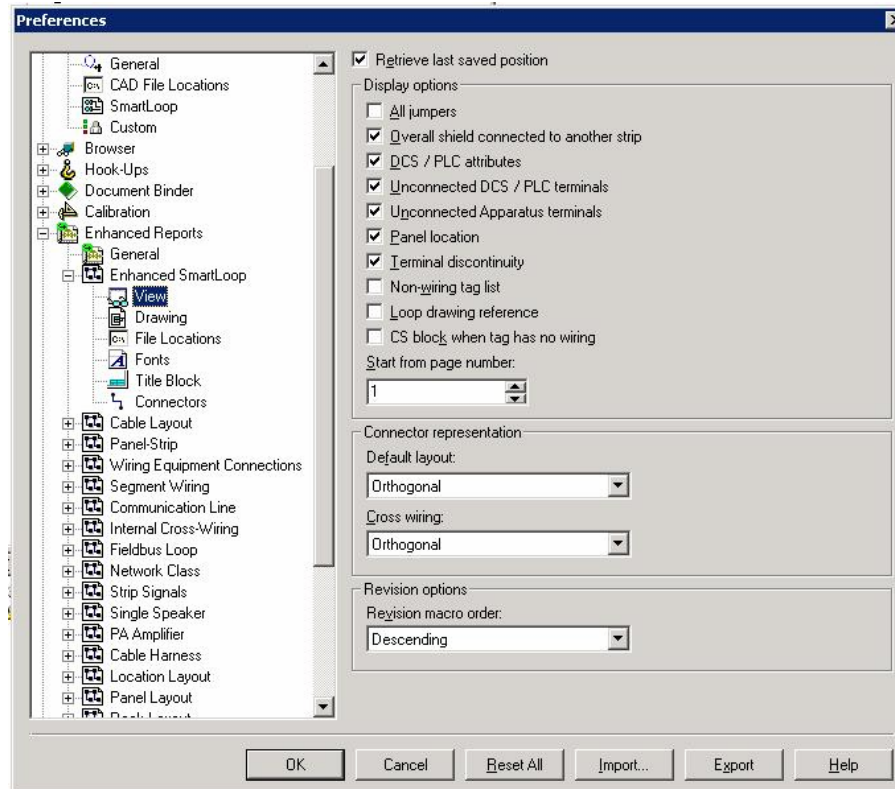 Preferences
General
CAD File Locations
SmartLoop
Custom
Browser
Hook-Ups
Document Binder
Calibration
Enhanced Reports
General
Enhanced SmartLoop
View
Drawing
File Locations
Fonts
Title Block
Connectors
Cable Layout
Panel-Strip
Wiring Equipment Connections
Segment Wiring
Communication Line
Internal Cross-Wiring
Fieldbus Loop
Network Class
Strip Signals
Single Speaker
PA Amplifier
Cable Harness
Location Layout
Panel Layout
Retrieve last saved position
Display options
All jumpers
Overall shield connected to another strip
DCS / PLC attributes
Unconnected DCS / PLC terminals
Unconnected Apparatus terminals
Panel location
Terminal discontinuity
Non-wiring tag list
Loop drawing reference
CS block when tag has no wiring
Start from page number:
1
Connector representation
Default layout:
Orthogonal
Cross wiring:
Orthogonal
Revision options
Revision macro order:
Descending
OK
Cancel
Reset All
Import...
Export
Help